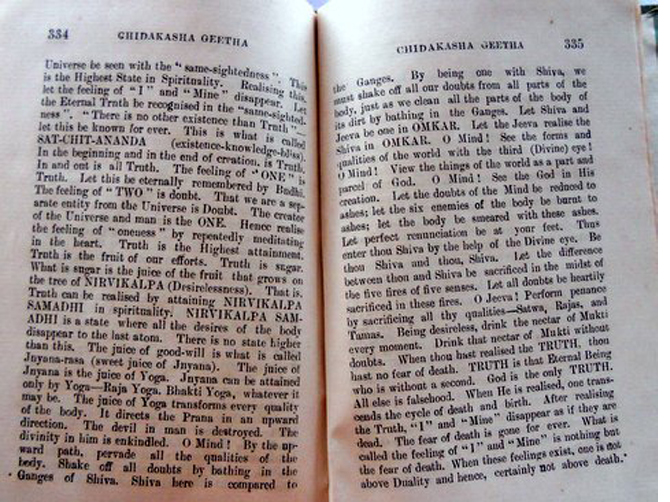 334
CHIDAKASHA GEETHA
Universe be seen with the "same-sightedness". This
is the Highest State in Spirituality. Realising this,
let the feeling of "I" and "Mine" disappear. Let
the Eternal Truth be recognised in the "same-sighted-
ness". "There is no other existence than Truth"—
let this be known for ever. This is what is called
SAT-CHIT-ANANDA (existence-knowledge-bliss).
In the beginning and in the end of creation, is Truth.
In and out is all Truth. The feeling of "ONE" is
Truth. Let this be eternally remembered by Budhi.
The feeling of "TWO" is doubt. That we are a sep-
arate entity from the Universe is Doubt. The creator
of the Universe and man is the ONE. Hence realise
the feeling of "oneness" by repeatedly meditating
in the heart. Truth is the Highest attainment.
Truth is the fruit of our efforts. Truth is sugar.
What is sugar is the juice of the fruit that grows on
the tree of NIRVIKALPA (Desirelessness). That is,
Truth can be realised by attaining NIRVIKALPA
SAMADHI in spirituality. NIRVIKALPA SAM-
ADHI is a state where all the desires of the body
disappear to the last atom. There is no state higher
than this. The juice of good-will is what is called
Jnyana-rasa (sweet juice of Jnyana). The juice of
Jnyana is the juice of Yoga. Jnyana can be attained
only by Yoga—Raja Yoga, Bhakti Yoga, whatever it
may be. The juice of Yoga transforms every quality
of the body. It directs the Prana in an upward
direction. The devil in man is destroyed. The
divinity in him is enkindled. O Mind! By the up-
ward path, pervade all the qualities of the
body. Shake off all doubts by bathing in the
Ganges of Shiva. Shiva here is compared to
CHIDAKASHA GEETHA
335
the Ganges. By being one with Shiva, we
must shake off all our doubts from all parts of the
body, just as we clean all the parts of the body of
its dirt by bathing in the Ganges. Let Shiva and
Jeeva be one in OMKAR. Let the Jeeva realise the
Shiva in OMKAR. O Mind! See the forms and
qualities of the world with the third (Divine) eye!
O Mind! View the things of the world as a part and
parcel of God. O Mind! See the God in His
creation. Let the doubts of the Mind be reduced to
ashes; let the six enemies of the body be burnt to
ashes; let the body be smeared with these ashes.
Let perfect renunciation be at your feet. Thus
enter thou Shiva by the help of the Divine eye. Be
thou Shiva and thou, Shiva. Let the difference
between thou and Shiva be sacrificed in the midst of
the five fires of five senses. Let all doubts be heartily
sacrificed in these fires. O Jeeva! Perform penance
by sacrificing all thy qualities—Satwa, Rajas, and
Tamas. Being desireless, drink the nectar of Mukti
every moment. Drink that nectar of Mukti without
doubts. When thou hast realised the TRUTH, thou
hast no fear of death. TRUTH is that Eternal Being
who is without a second. God is the only TRUTH.
All else is falsehood. When He is realised, one trans-
cends the cycle of death and birth. After realising
the Truth, "I" and "Mine" disappear as if they are
dead. The fear of death is gone for ever. What is
called the feeling of "I" and "Mine" is nothing but
the fear of death. When these feelings exist, one is not
above Duality and hence, certainly not above death.